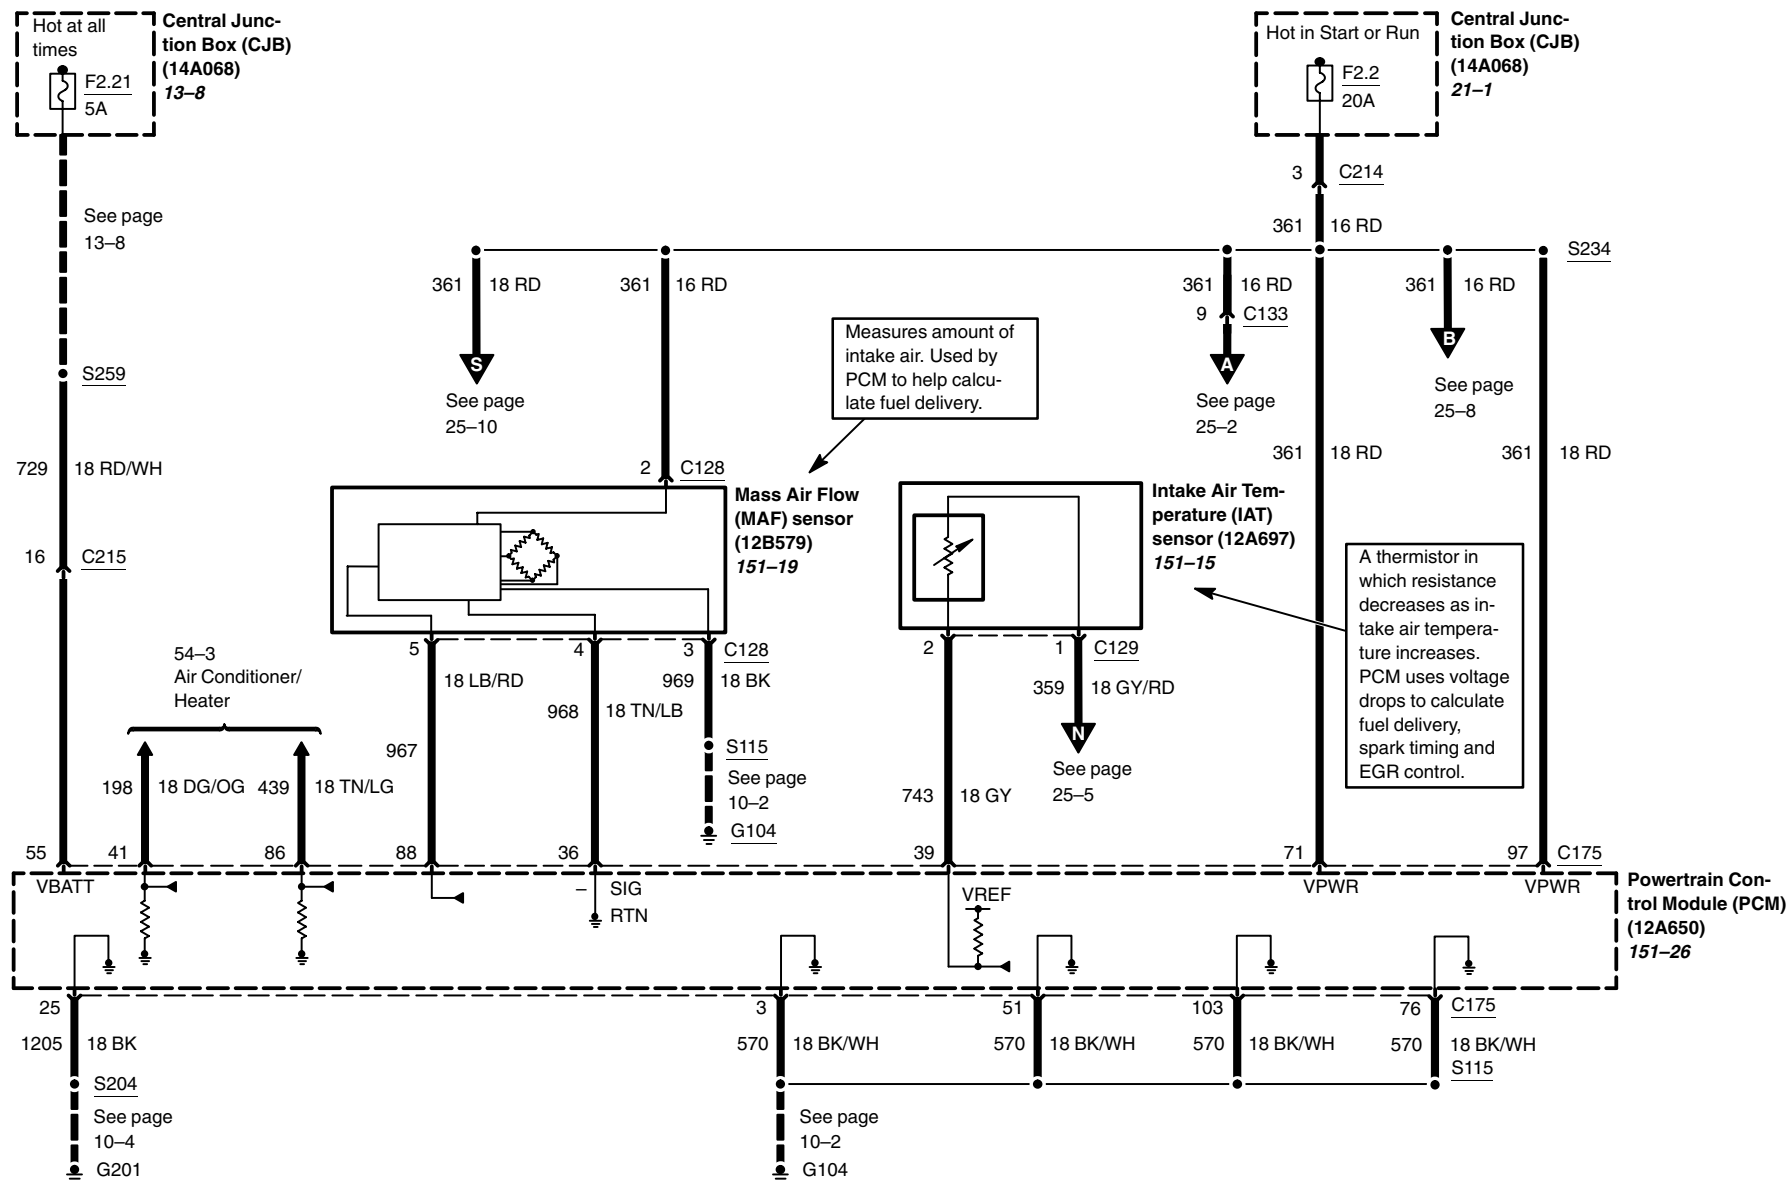 Hot at all
times
F2.21
5A
Central Junc-
tion Box (CJB)
(14A068)
13–8
Hot in Start or Run
F2.2
20A
Central Junc-
tion Box (CJB)
(14A068)
21–1
3 C214
See page
13–8
361 16 RD
S234
361 18 RD
361 16 RD
361 16 RD
361 16 RD
9 C133
S
A
B
See page
25–10
See page
25–2
See page
25–8
Measures amount of
intake air. Used by
PCM to help calcu-
late fuel delivery.
S259
729 18 RD/WH
16 C215
361 18 RD
361 18 RD
2 C128
Mass Air Flow
(MAF) sensor
(12B579)
151–19
Intake Air Tem-
perature (IAT)
sensor (12A697)
151–15
A thermistor in
which resistance
decreases as in-
take air tempera-
ture increases.
PCM uses voltage
drops to calculate
fuel delivery,
spark timing and
EGR control.
54–3
Air Conditioner/
Heater
5 4 3 C128
18 LB/RD
967
968 18 TN/LB
969 18 BK
S115
See page
10–2
G104
2 1 C129
359 18 GY/RD
N
See page
25–5
743 18 GY
198 18 DG/OG
439 18 TN/LG
55 41 86 88 36 39 71 97 C175
VBATT
– SIG
RTN
VREF
VPWR
VPWR
Powertrain Con-
trol Module (PCM)
(12A650)
151–26
25 3 51 103 76 C175
1205 18 BK
570 18 BK/WH
570 18 BK/WH
570 18 BK/WH
570 18 BK/WH
S204
S115
See page
10–4
G201
See page
10–2
G104